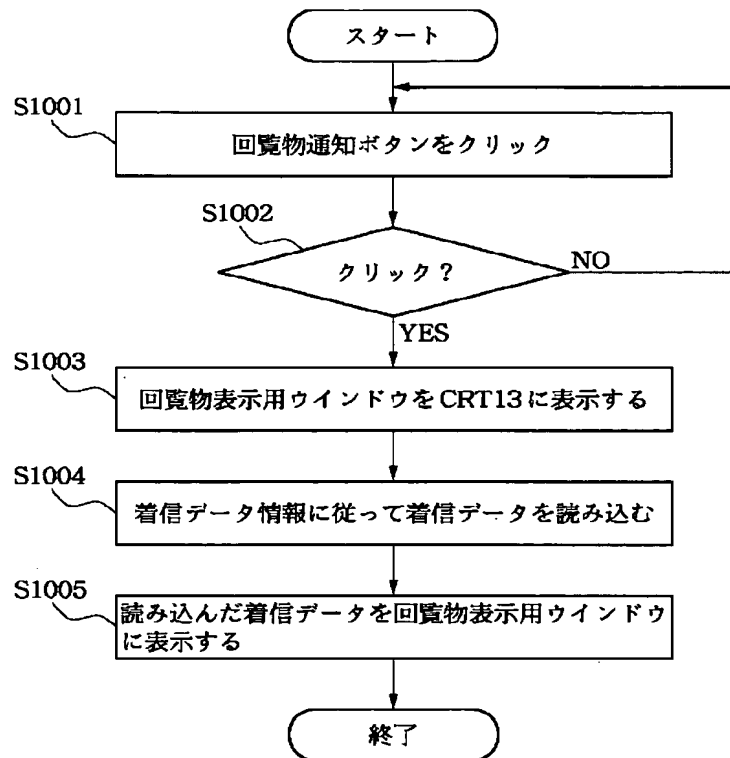 スタート
S1001
回覧物通知ボタンをクリック
S1002
クリック？
NO
YES
S1003
回覧物表示用ウインドウをCRT13に表示する
S1004
着信データ情報に従って着信データを読み込む
S1005
読み込んだ着信データを回覧物表示用ウインドウ
に表示する
終了